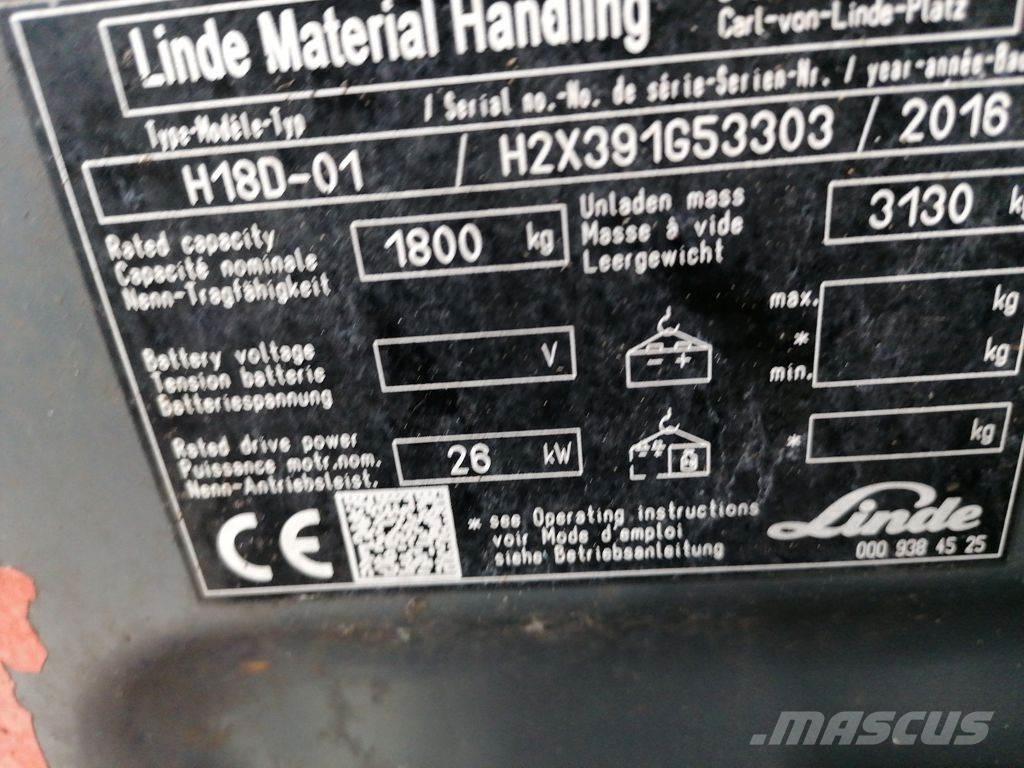 Linde Material Handling
Carl-von-Linde-Platz
Type-Modèle-Typ / Serial no.-No. de série-Serien-Nr. / year-année-Bau
H18D-01 / H2X391G53303 / 2016
Rated capacity
Capacité nominale
Nenn-Tragfähigkeit
1800 kg
Unladen mass
Masse à vide
Leergewicht
3130 k
Battery voltage
Tension batterie
Batteriespannung
V
max. kg
*
min. kg
Rated drive power
Puissance motr.nom.
Nenn-Antriebsleist.
26 kW
* kg
CE
* see Operating instructions
voir Mode d'emploi
siehe Betriebsanleitung
Linde
000 938 45 25
.MASCUS